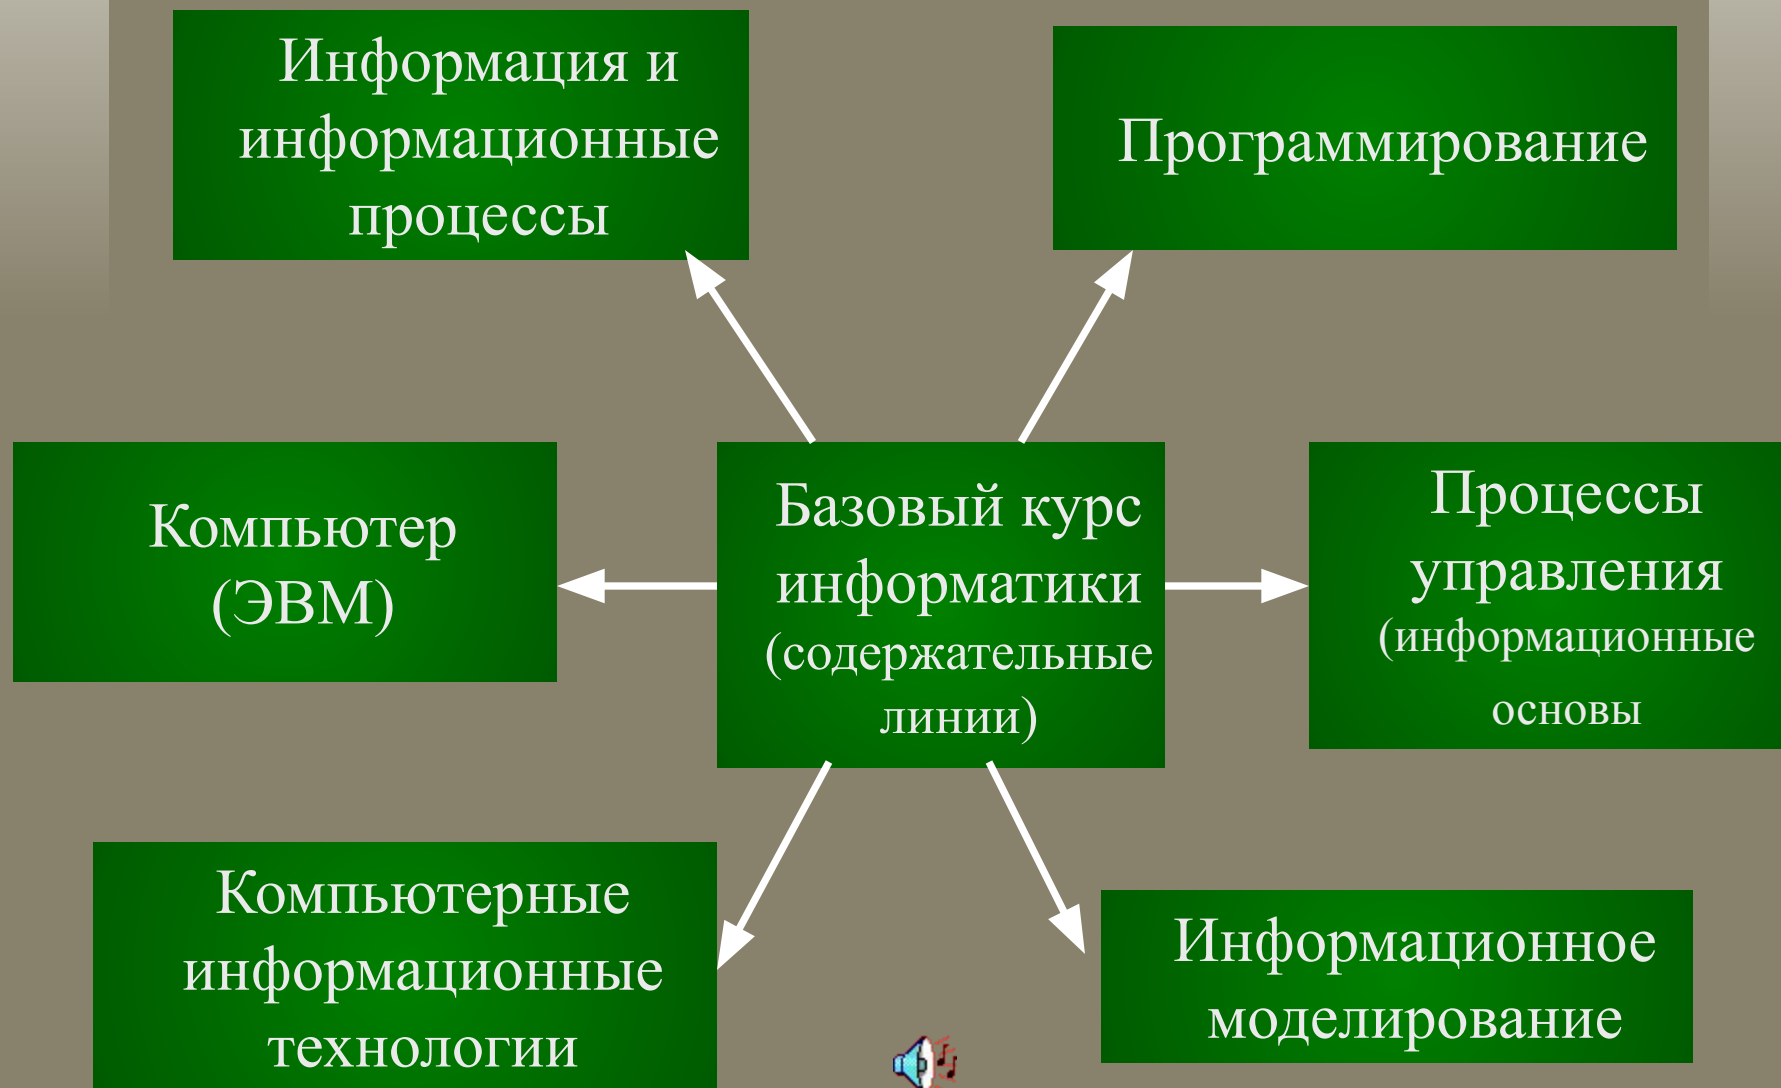 Информация и
информационные
процессы
Программирование
Компьютер
(ЭВМ)
Базовый курс
информатики
(содержательные
линии)
Процессы
управления
(информационные
основы
Компьютерные
информационные
технологии
Информационное
моделирование